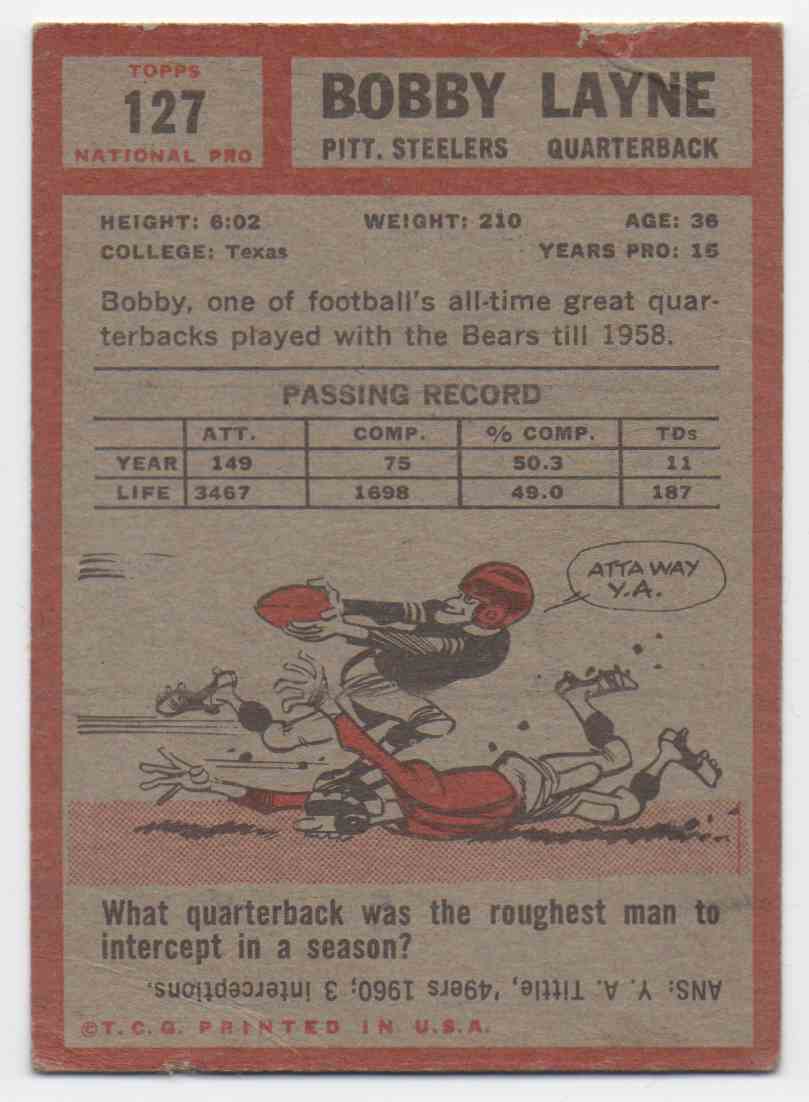 TOPPS
127
NATIONAL PRO
BOBBY LAYNE
PITT. STEELERS QUARTERBACK
HEIGHT: 6:02 WEIGHT: 210 AGE: 36
COLLEGE: Texas YEARS PRO: 15
Bobby, one of football's all-time great quar-
terbacks played with the Bears till 1958.
PASSING RECORD
ATT. COMP. % COMP. TDs
YEAR 149 75 50.3 11
LIFE 3467 1698 49.0 187
ATTA WAY
Y.A.
What quarterback was the roughest man to
intercept in a season?
ANS: Y. A. Tittle, '49ers 1960; 3 interceptions.
©T.C.G. PRINTED IN U.S.A.